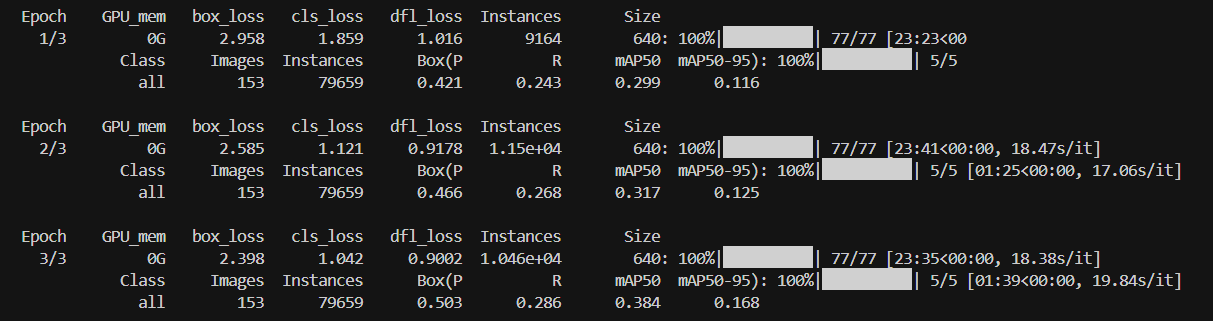 Epoch GPU_mem box_loss cls_loss dfl_loss Instances Size
1/3 0G 2.958 1.859 1.016 9164 640: 100%|██████████| 77/77 [23:23<00
Class Images Instances Box(P R mAP50 mAP50-95): 100%|██████████| 5/5
all 153 79659 0.421 0.243 0.299 0.116
Epoch GPU_mem box_loss cls_loss dfl_loss Instances Size
2/3 0G 2.585 1.121 0.9178 1.15e+04 640: 100%|██████████| 77/77 [23:41<00:00, 18.47s/it]
Class Images Instances Box(P R mAP50 mAP50-95): 100%|██████████| 5/5 [01:25<00:00, 17.06s/it]
all 153 79659 0.466 0.268 0.317 0.125
Epoch GPU_mem box_loss cls_loss dfl_loss Instances Size
3/3 0G 2.398 1.042 0.9002 1.046e+04 640: 100%|██████████| 77/77 [23:35<00:00, 18.38s/it]
Class Images Instances Box(P R mAP50 mAP50-95): 100%|██████████| 5/5 [01:39<00:00, 19.84s/it]
all 153 79659 0.503 0.286 0.384 0.168